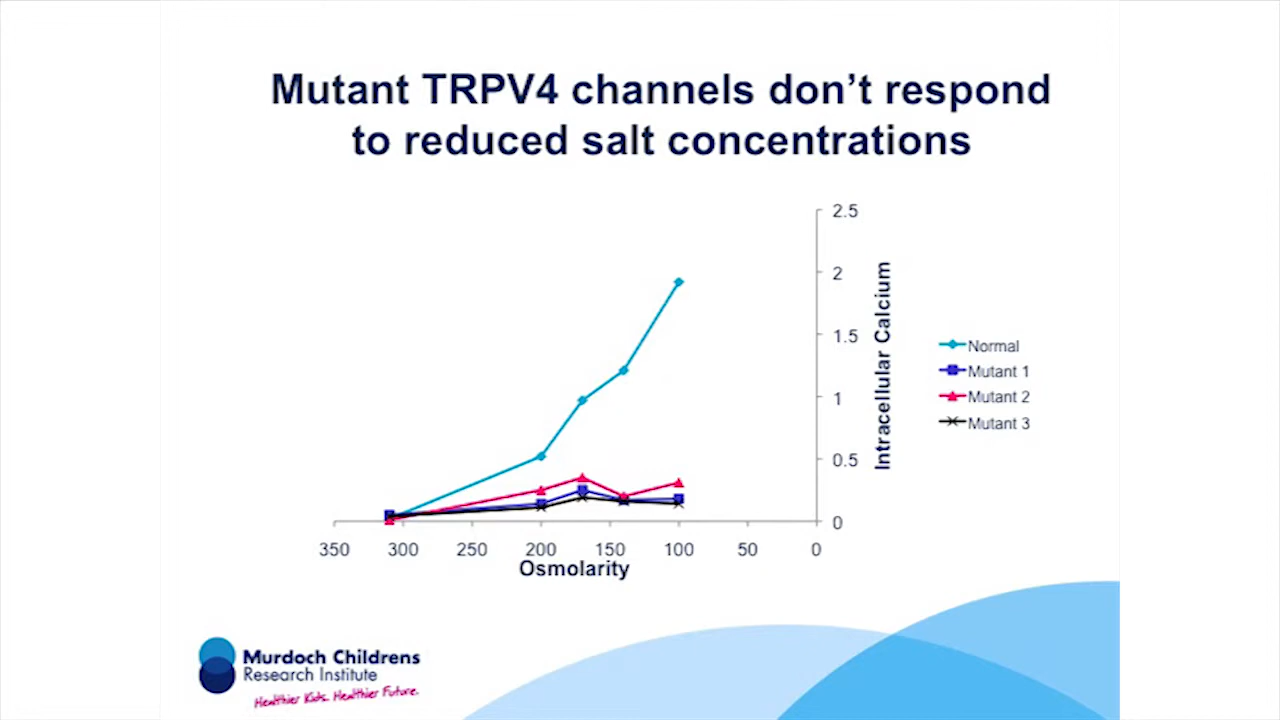 Mutant TRPV4 channels don't respond
to reduced salt concentrations
2.5
2
1.5
1
0.5
0
Intracellular Calcium
Normal
Mutant 1
Mutant 2
Mutant 3
350 300 250 200 150 100 50 0
Osmolarity
Murdoch Childrens
Research Institute
Healthier Kids. Healthier Future.